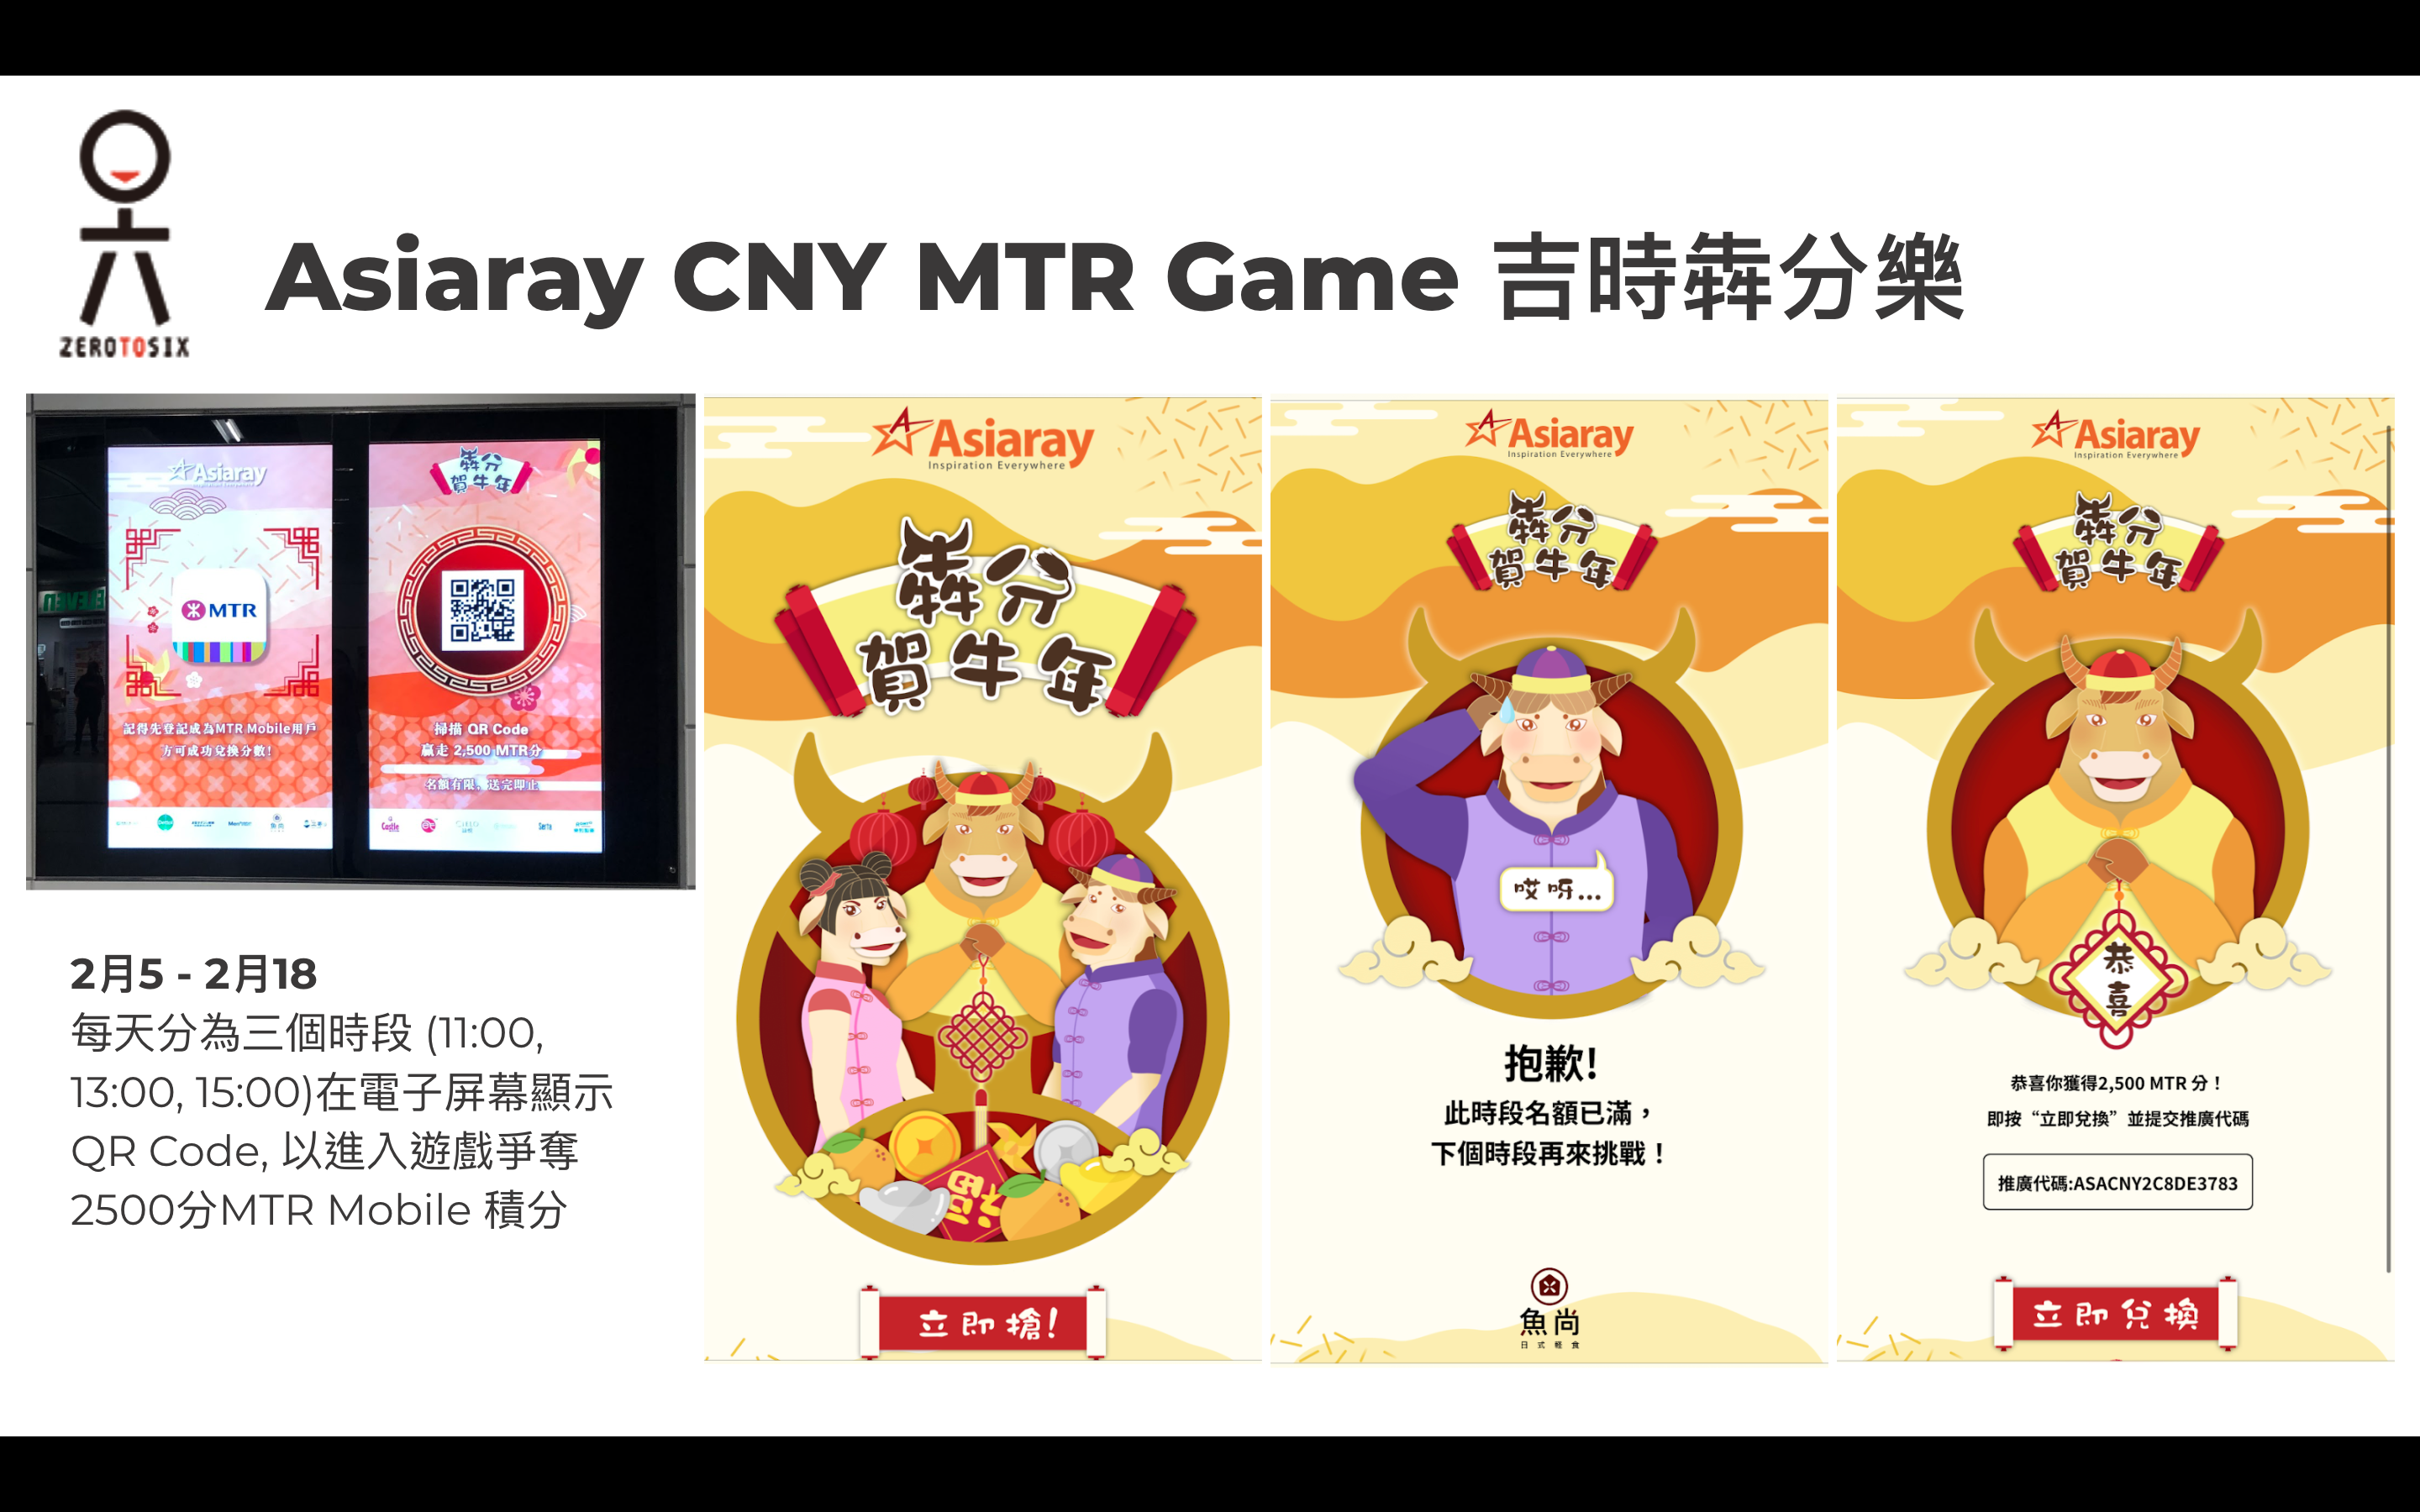 ZEROTOSIX
Asiaray CNY MTR Game 吉時犇分樂
Asiaray
MTR
記得先登記成為MTR Mobile用戶
方可成功兌換分數!
犇分
賀牛年
掃描 QR Code
贏走 2,500 MTR分
名額有限、送完即止
Castle
Serta
魚尚
2月5 - 2月18
每天分為三個時段 (11:00,
13:00, 15:00)在電子屏幕顯示
QR Code, 以進入遊戲爭奪
2500分MTR Mobile 積分
Asiaray
Inspiration Everywhere
犇分
賀牛年
福
立即搶!
Asiaray
Inspiration Everywhere
犇分
賀牛年
哎呀...
抱歉!
此時段名額已滿，
下個時段再來挑戰！
魚尚
日式輕食
Asiaray
Inspiration Everywhere
犇分
賀牛年
恭
喜
恭喜你獲得2,500 MTR 分！
即按“立即兌換”並提交推廣代碼
推廣代碼:ASACNY2C8DE3783
立即兌換